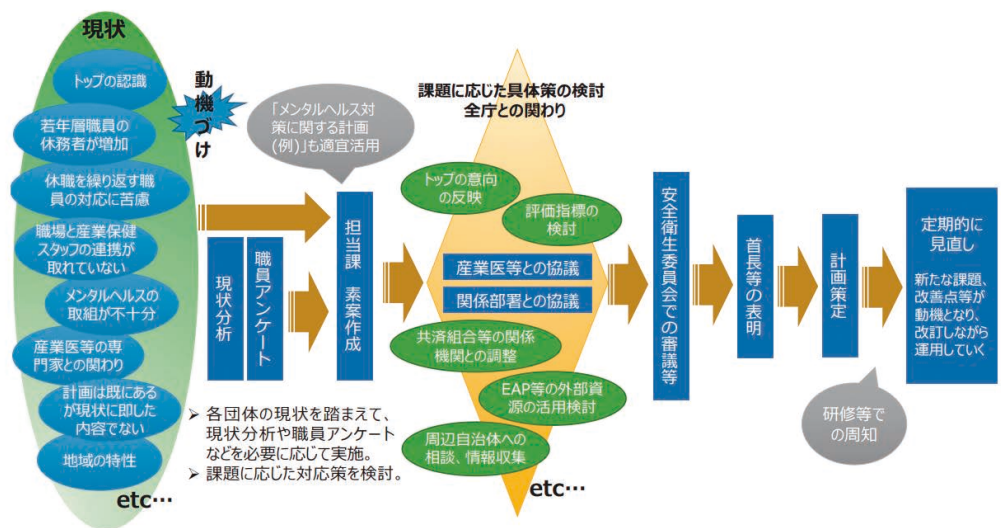 現状
トップの認識
若年層職員の
休務者が増加
休職を繰り返す職
員の対応に苦慮
職場と産業保健
スタッフの連携が
取れていない
メンタルヘルスの
取組が不十分
産業医等の専
門家との関わり
計画は既にある
が現状に即した
内容でない
地域の特性
etc…
動機づけ
「メンタルヘルス対
策に関する計画
(例)」も適宜活用
現状分析
職員アンケート
➢ 各団体の現状を踏まえて、
現状分析や職員アンケート
などを必要に応じて実施。
➢ 課題に応じた対応策を検討。
担当課 素案作成
課題に応じた具体策の検討
全庁との関わり
トップの意向
の反映
評価指標の
検討
産業医等との協議
関係部署との協議
共済組合等の関係
機関との調整
EAP等の外部資
源の活用検討
周辺自治体への
相談、情報収集
etc…
安全衛生委員会での審議等
首長等の表明
計画策定
研修等で
の周知
定期的に
見直し
新たな課題、
改善点等が
動機となり、
改訂しながら
運用していく